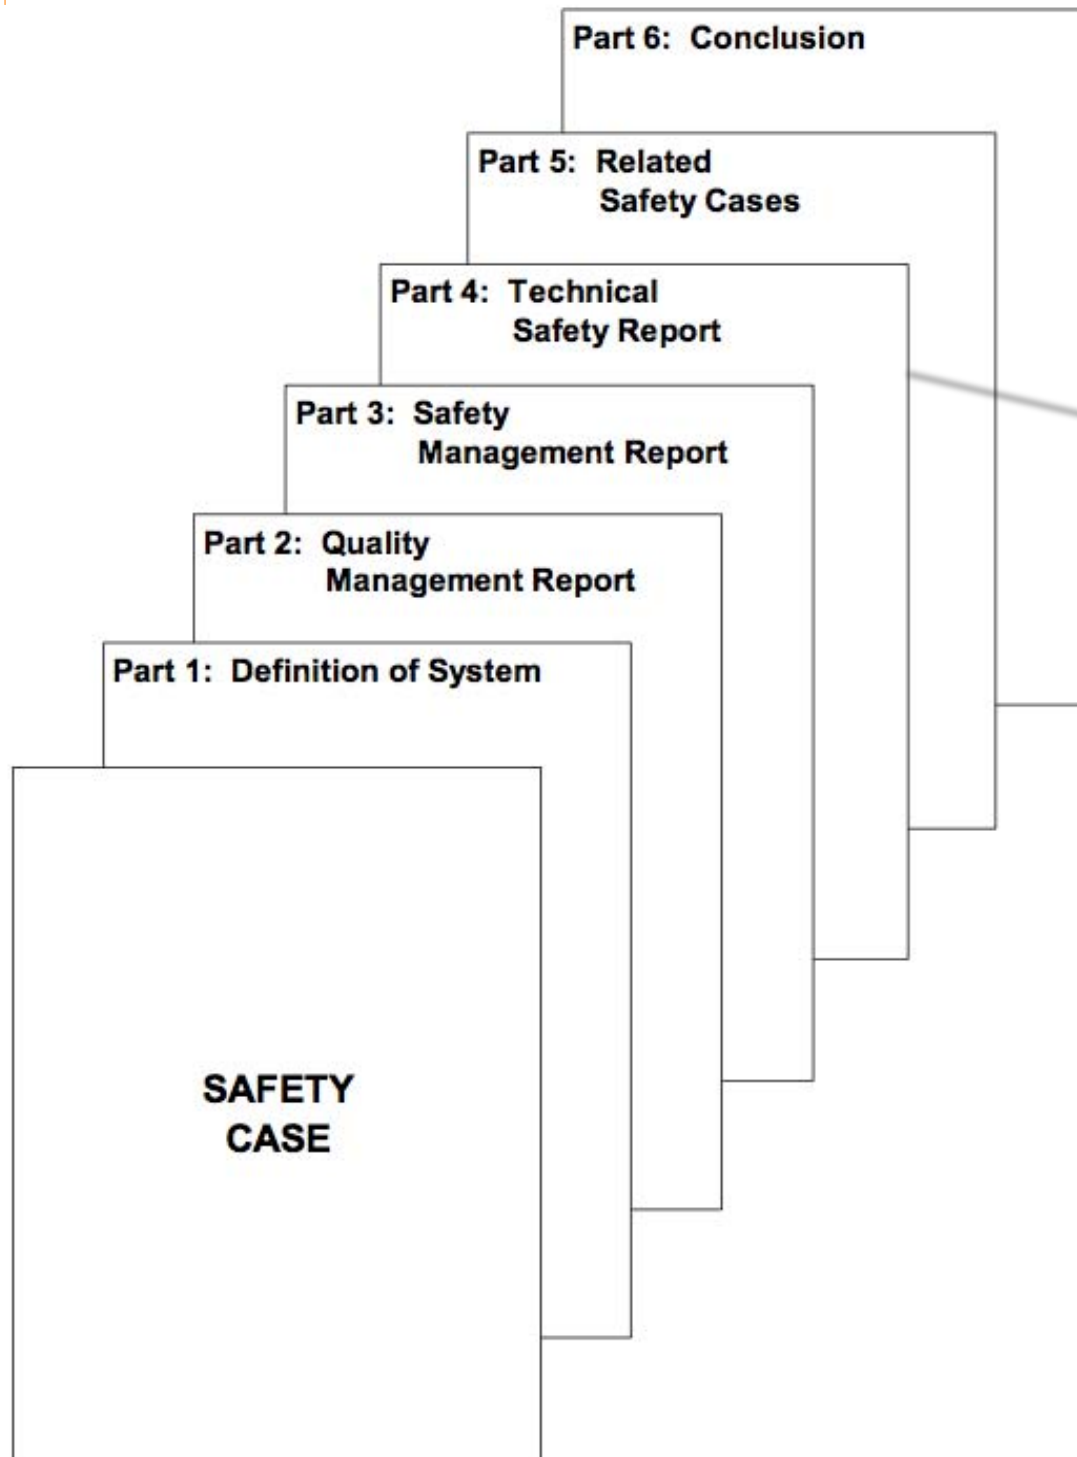 Part 6: Conclusion
Part 5: Related
Safety Cases
Part 4: Technical
Safety Report
Part 3: Safety
Management Report
Part 2: Quality
Management Report
Part 1: Definition of System
SAFETY
CASE